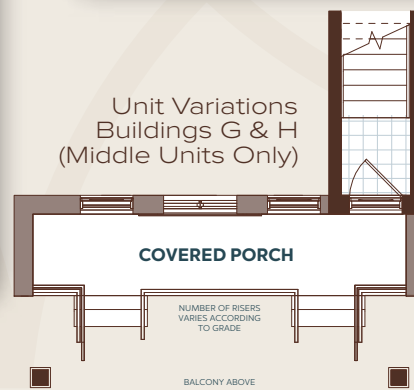 Unit Variations
Buildings G & H
(Middle Units Only)
COVERED PORCH
NUMBER OF RISERS
VARIES ACCORDING
TO GRADE
BALCONY ABOVE